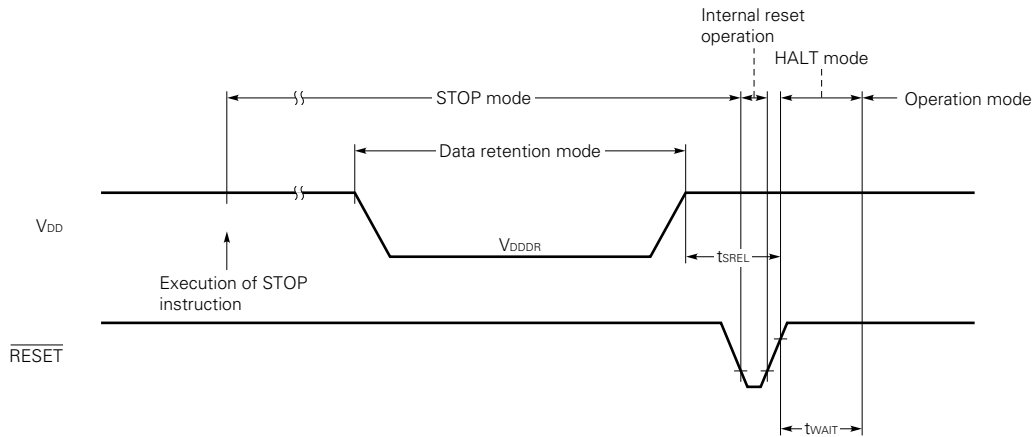 Internal reset
operation
HALT mode
STOP mode
Operation mode
Data retention mode
VDD
VDDDR
tSREL
Execution of STOP
instruction
RESET
tWAIT